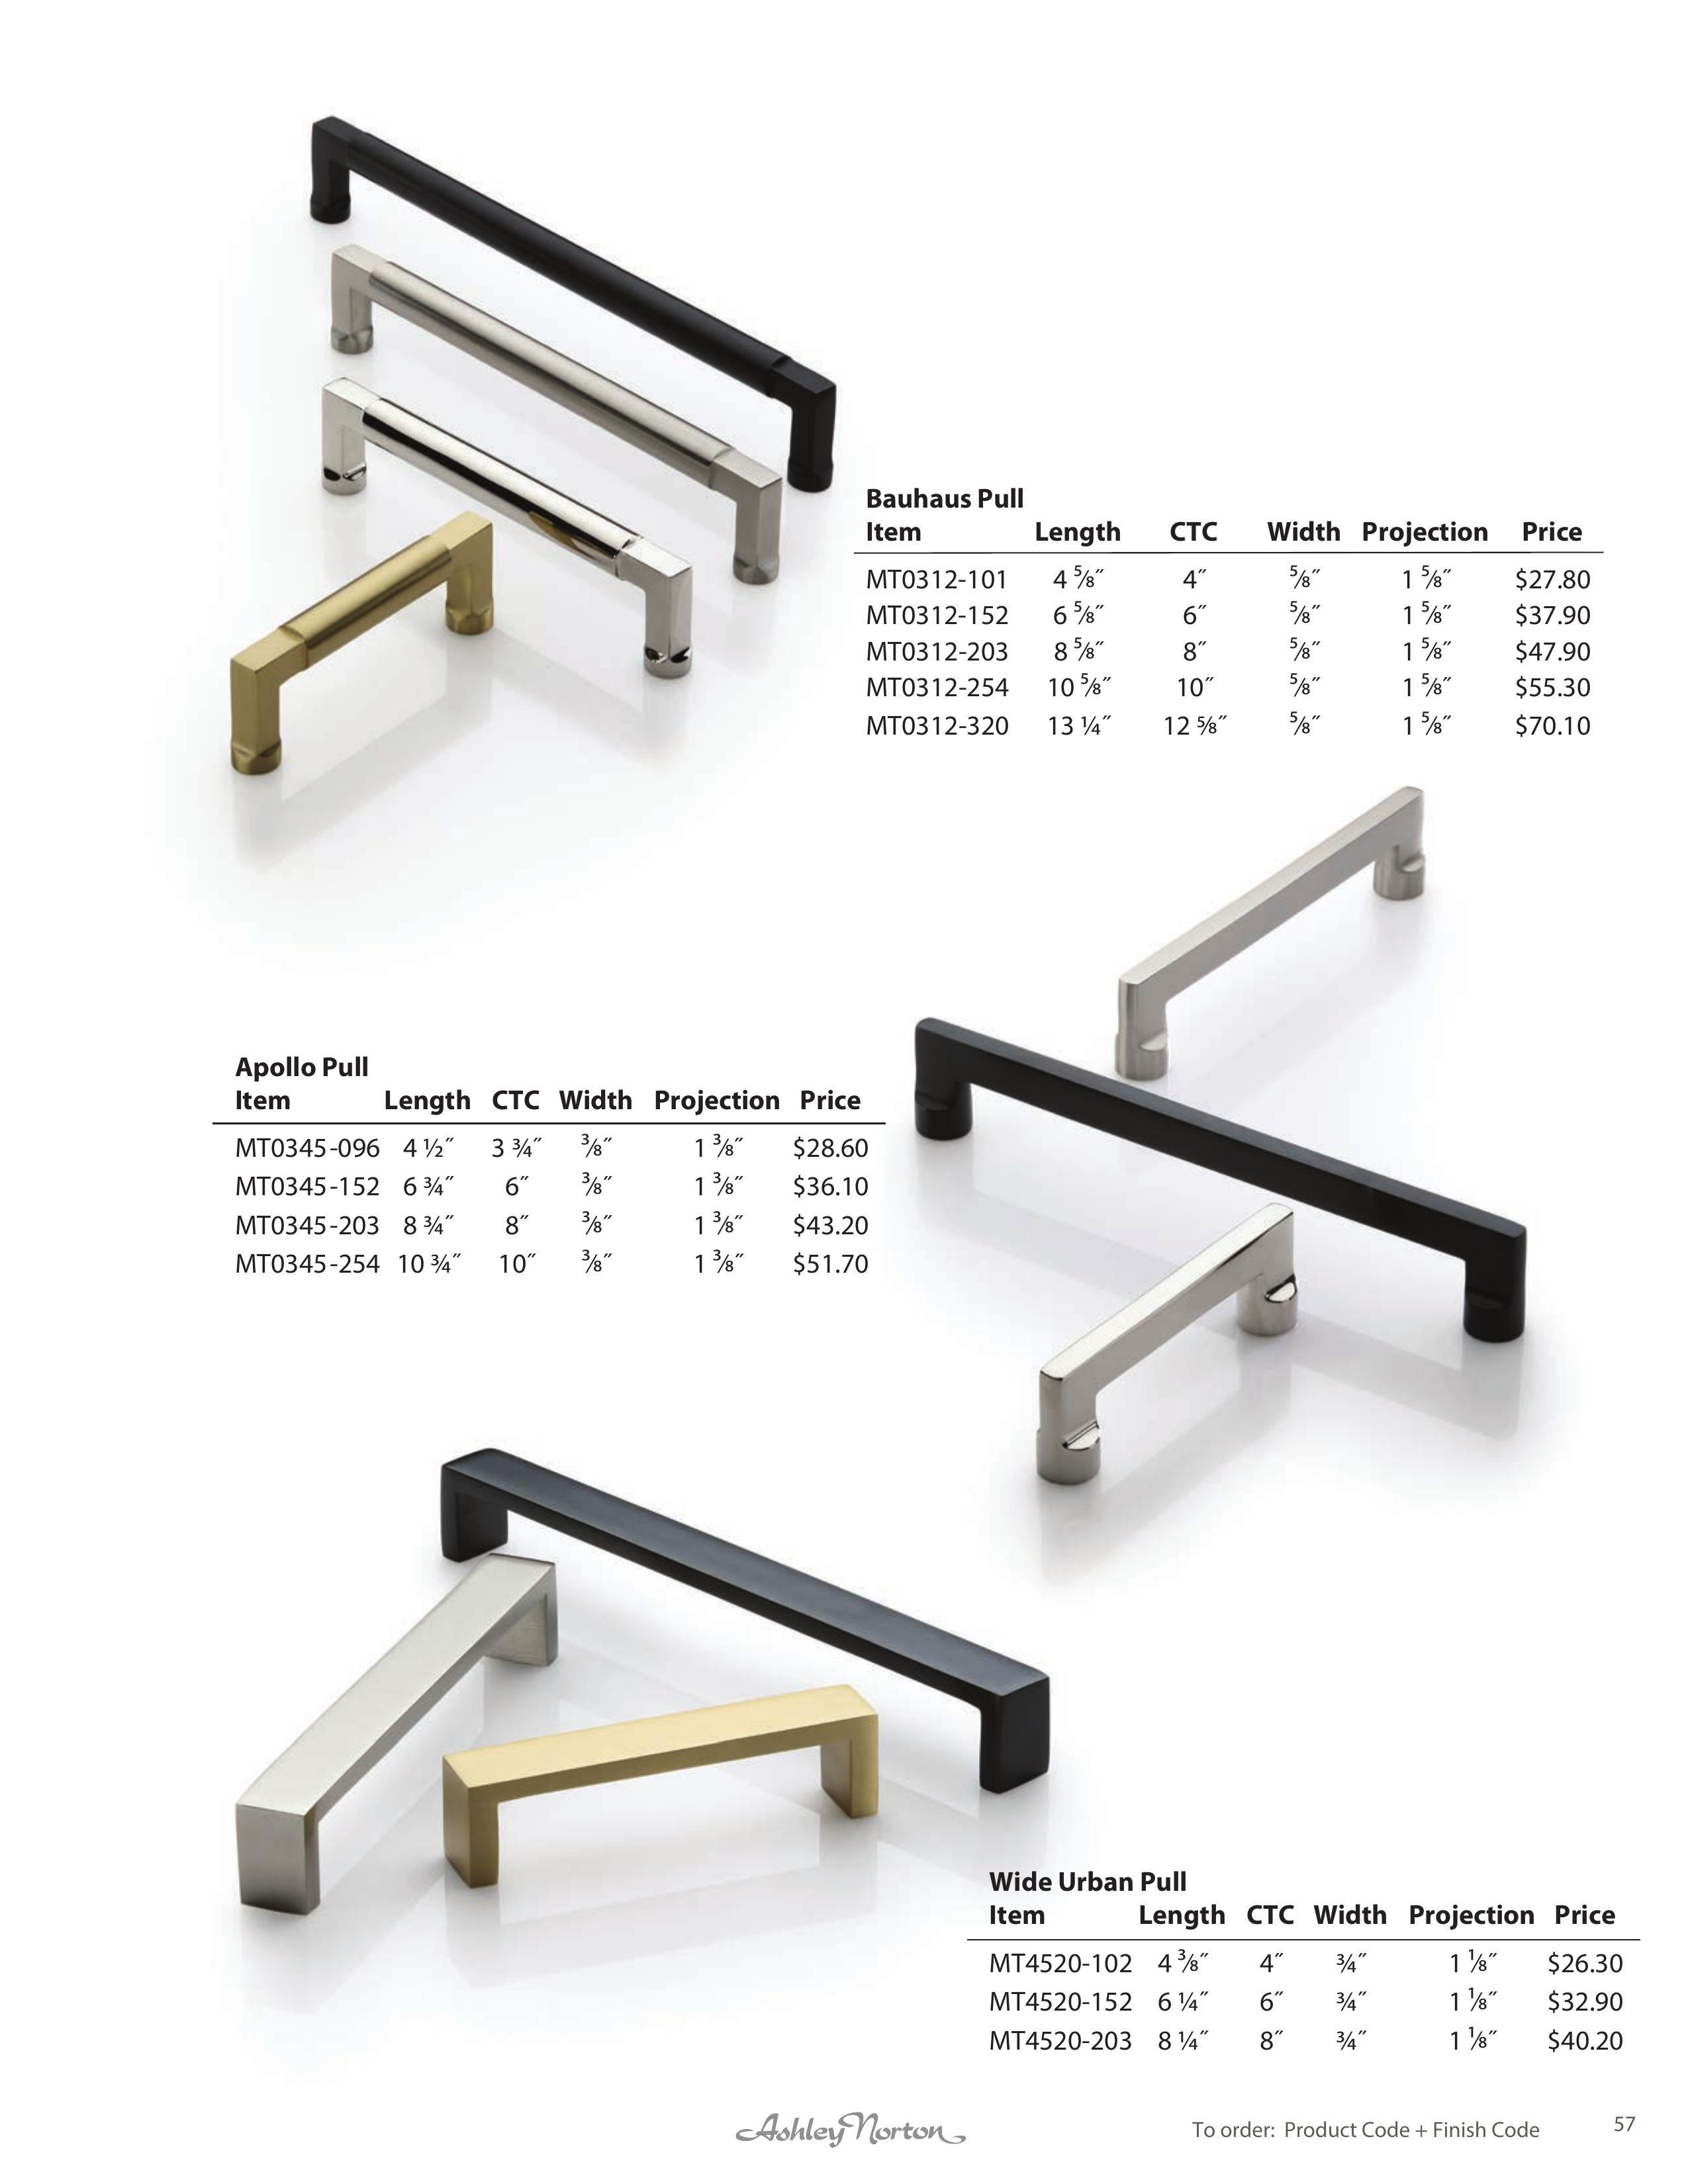 Bauhaus Pull
Item Length CTC Width Projection Price
MT0312-101 4 ⅝″ 4″ ⅝″ 1 ⅝″ $27.80
MT0312-152 6 ⅝″ 6″ ⅝″ 1 ⅝″ $37.90
MT0312-203 8 ⅝″ 8″ ⅝″ 1 ⅝″ $47.90
MT0312-254 10 ⅝″ 10″ ⅝″ 1 ⅝″ $55.30
MT0312-320 13 ¼″ 12 ⅝″ ⅝″ 1 ⅝″ $70.10
Apollo Pull
Item Length CTC Width Projection Price
MT0345-096 4 ½″ 3 ¾″ ⅜″ 1 ⅜″ $28.60
MT0345-152 6 ¾″ 6″ ⅜″ 1 ⅜″ $36.10
MT0345-203 8 ¾″ 8″ ⅜″ 1 ⅜″ $43.20
MT0345-254 10 ¾″ 10″ ⅜″ 1 ⅜″ $51.70
Wide Urban Pull
Item Length CTC Width Projection Price
MT4520-102 4 ⅜″ 4″ ¾″ 1 ⅛″ $26.30
MT4520-152 6 ¼″ 6″ ¾″ 1 ⅛″ $32.90
MT4520-203 8 ¼″ 8″ ¾″ 1 ⅛″ $40.20
Ashley Norton
To order: Product Code + Finish Code 57